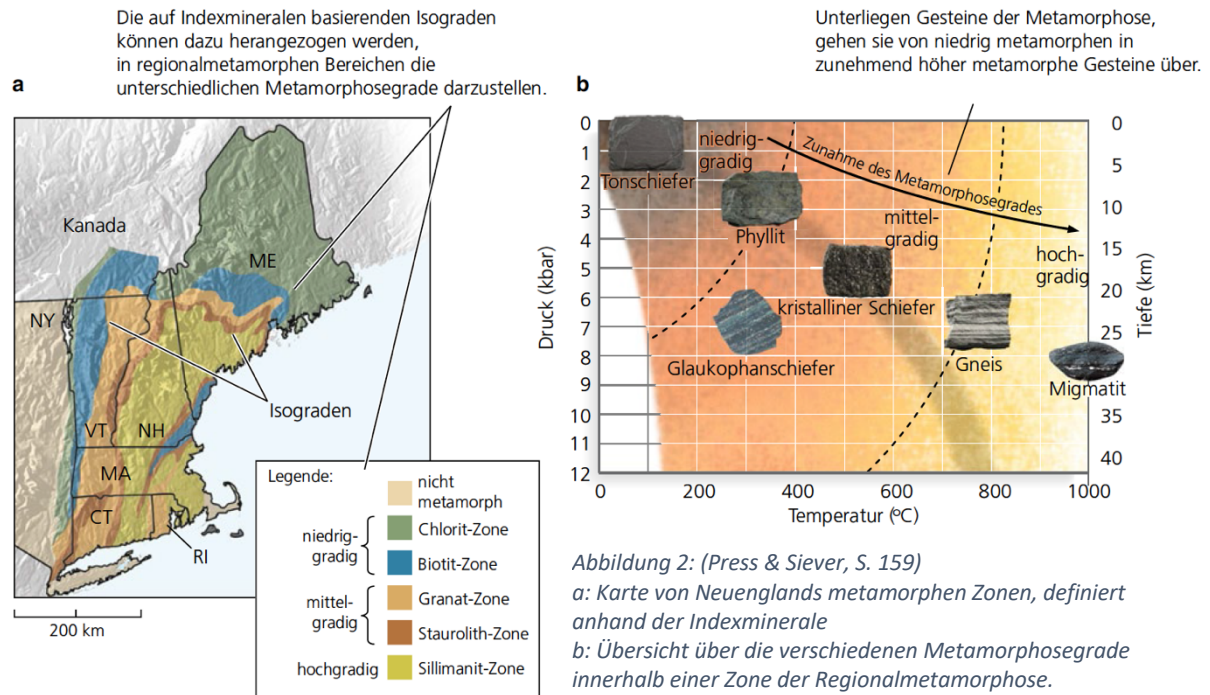 Die auf Indexmineralen basierenden Isograden
können dazu herangezogen werden,
in regionalmetamorphen Bereichen die
unterschiedlichen Metamorphosegrade darzustellen.
a
Kanada
ME
NY
Isograden
VT
NH
MA
CT
RI
200 km
Legende:
nicht
metamorph
niedrig-
gradig
Chlorit-Zone
Biotit-Zone
mittel-
gradig
Granat-Zone
Staurolith-Zone
hochgradig
Sillimanit-Zone
Unterliegen Gesteine der Metamorphose,
gehen sie von niedrig metamorphen in
zunehmend höher metamorphe Gesteine über.
b
0
1
2
3
4
5
6
7
8
9
10
11
12
Druck (kbar)
niedrig-
gradig
Zunahme des Metamorphosegrades
Tonschiefer
mittel-
gradig
Phyllit
hoch-
gradig
kristalliner Schiefer
Glaukophanschiefer
Gneis
Migmatit
0
5
10
15
20
25
35
40
Tiefe (km)
0 200 400 600 800 1000
Temperatur (°C)
Abbildung 2: (Press & Siever, S. 159)
a: Karte von Neuenglands metamorphen Zonen, definiert
anhand der Indexminerale
b: Übersicht über die verschiedenen Metamorphosegrade
innerhalb einer Zone der Regionalmetamorphose.